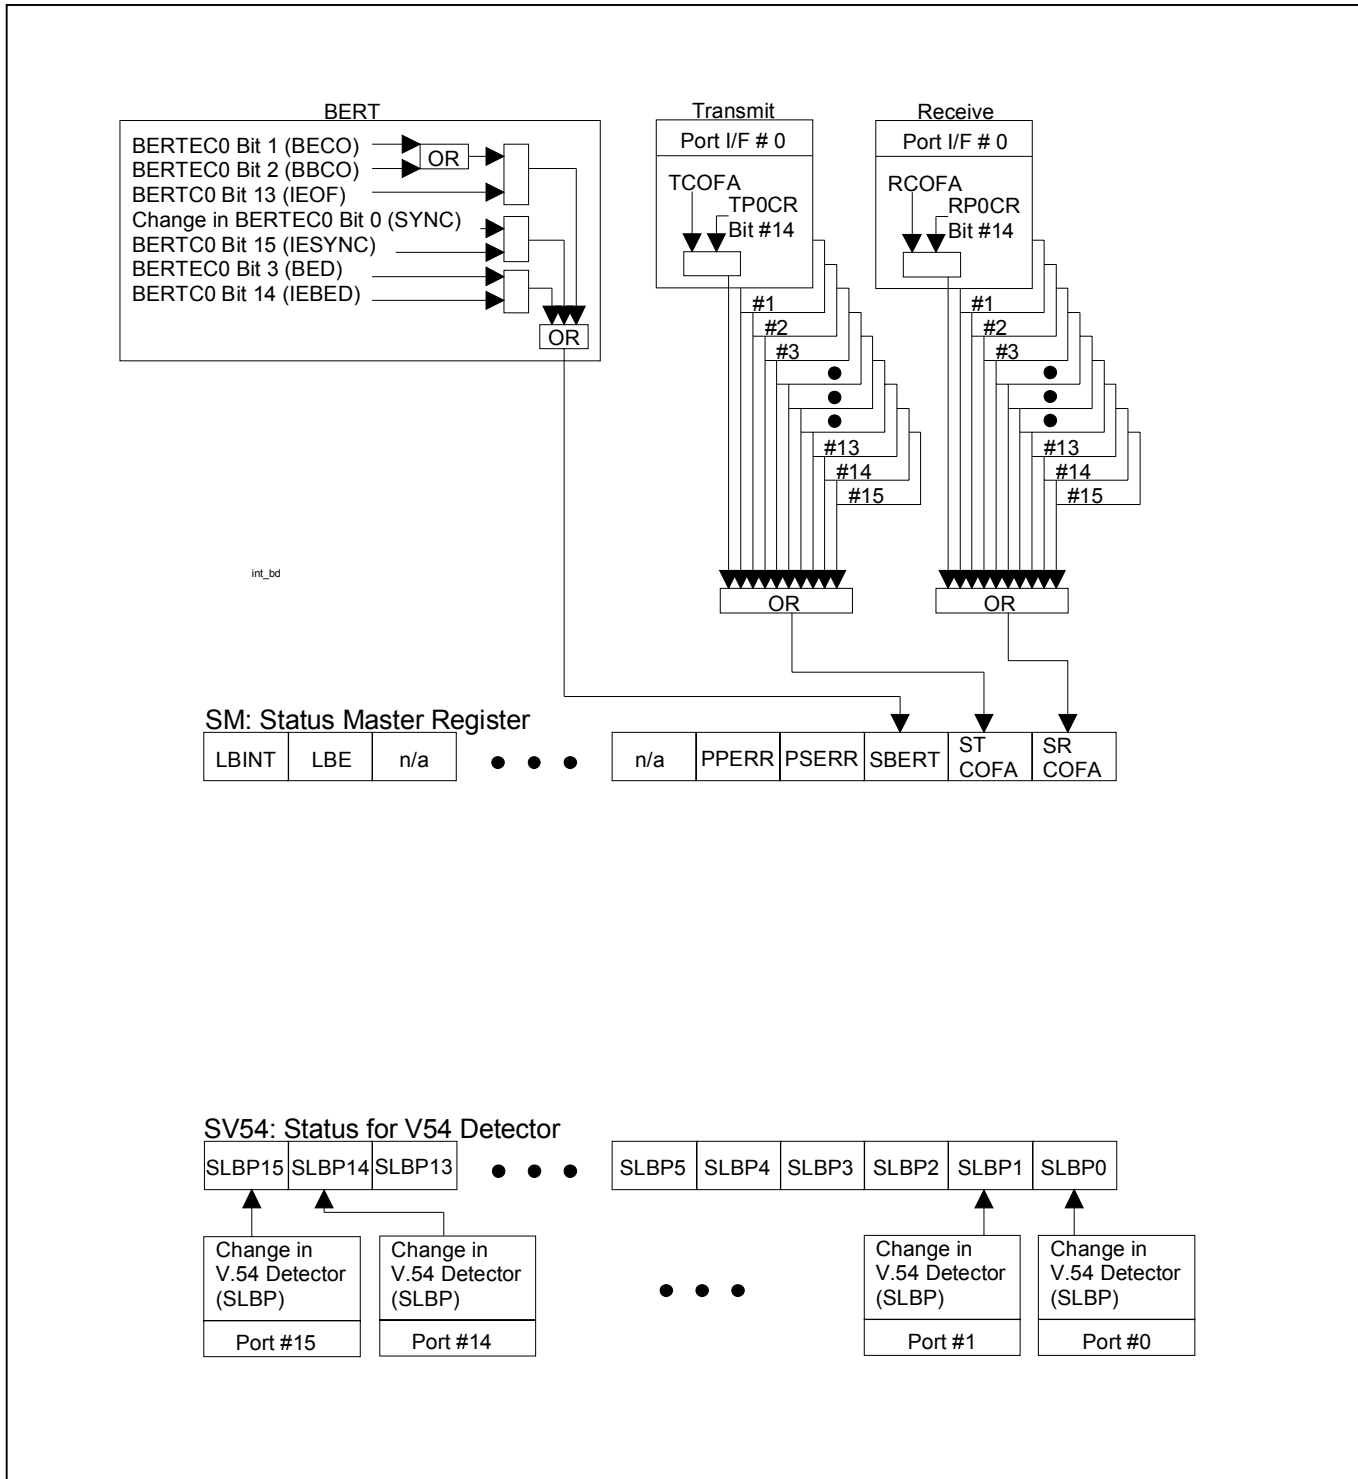 BERT
BERTEC0 Bit 1 (BECO)
BERTEC0 Bit 2 (BBCO)
BERTC0 Bit 13 (IEOF)
Change in BERTEC0 Bit 0 (SYNC)
BERTC0 Bit 15 (IESYNC)
BERTEC0 Bit 3 (BED)
BERTC0 Bit 14 (IEBED)
OR
OR
Transmit
Port I/F # 0
TCOFA
TP0CR
Bit #14
#1
#2
#3
#13
#14
#15
OR
Receive
Port I/F # 0
RCOFA
RP0CR
Bit #14
#1
#2
#3
#13
#14
#15
OR
int_bd
SM: Status Master Register
LBINT
LBE
n/a
n/a
PPERR
PSERR
SBERT
ST
COFA
SR
COFA
SV54: Status for V54 Detector
SLBP15
SLBP14
SLBP13
SLBP5
SLBP4
SLBP3
SLBP2
SLBP1
SLBP0
Change in
V.54 Detector
(SLBP)
Port #15
Change in
V.54 Detector
(SLBP)
Port #14
Change in
V.54 Detector
(SLBP)
Port #1
Change in
V.54 Detector
(SLBP)
Port #0